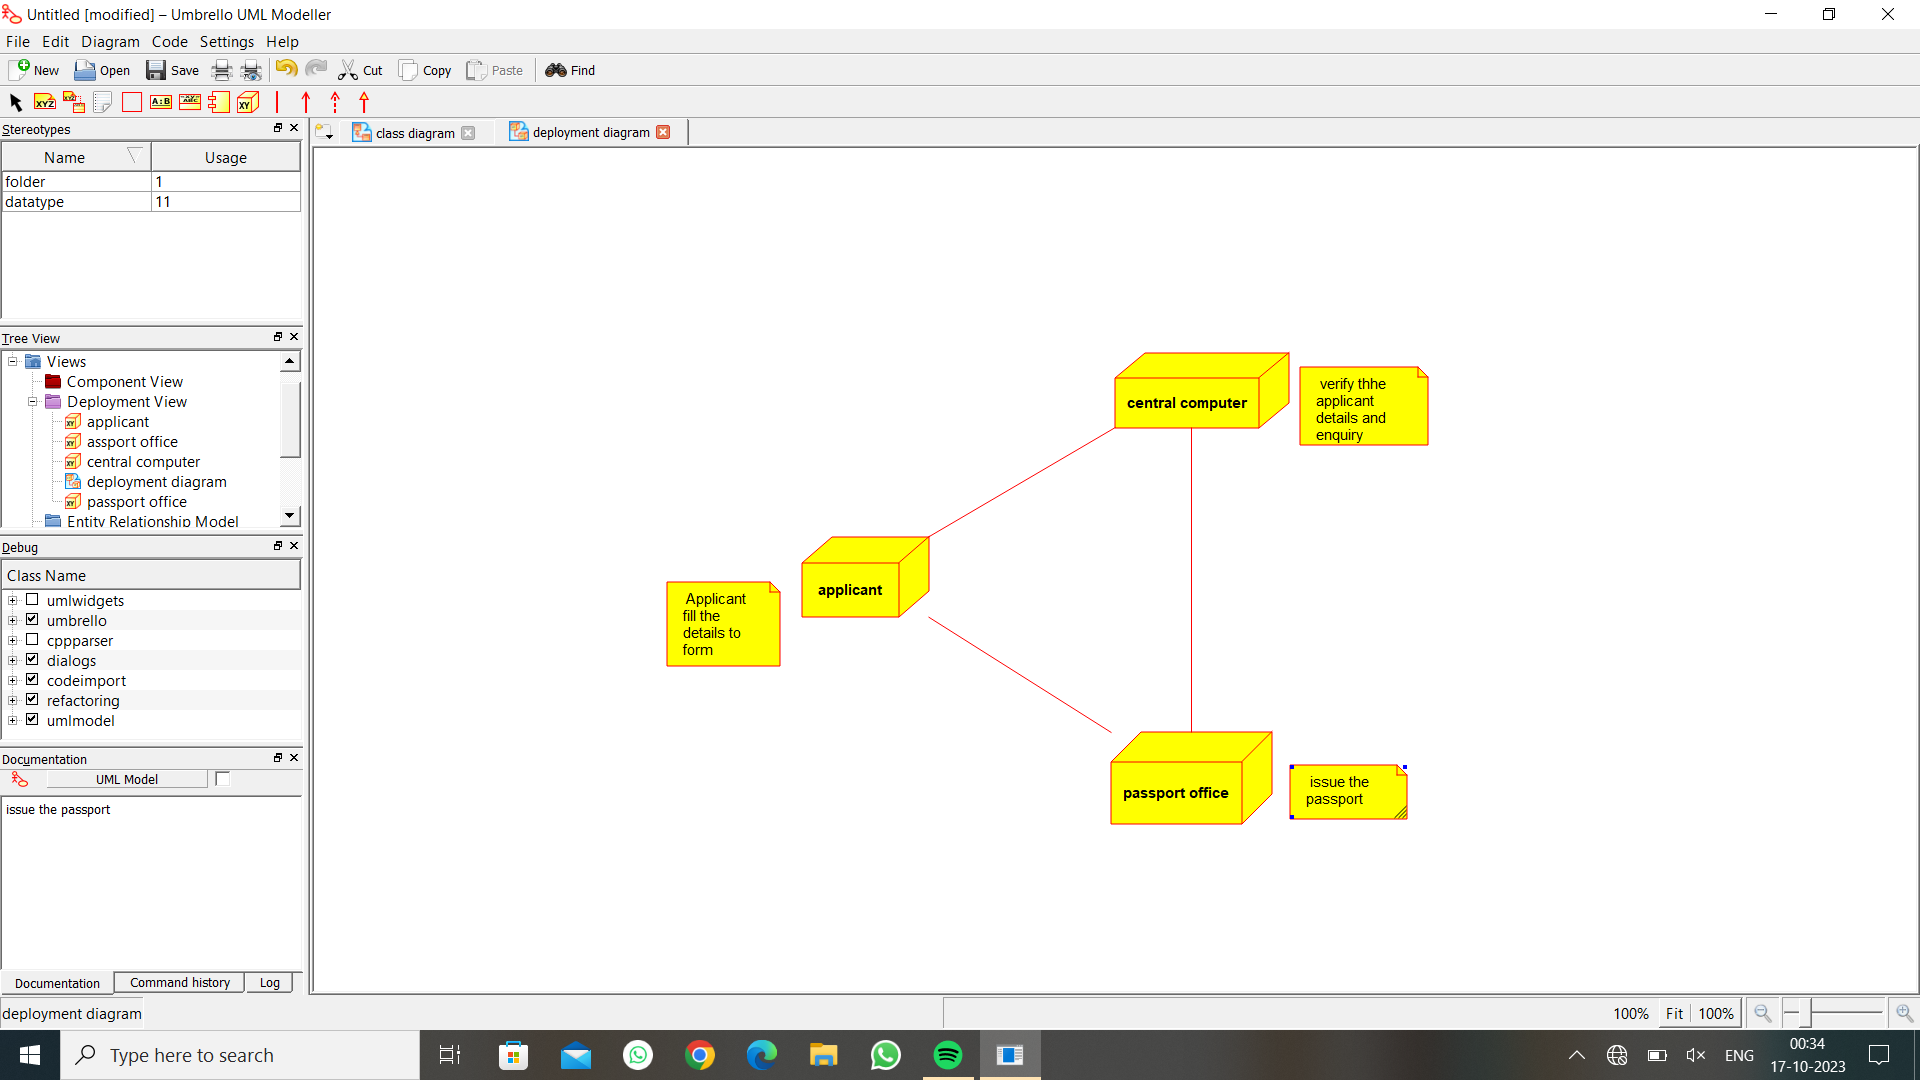 Untitled [modified] – Umbrello UML Modeller
File Edit Diagram Code Settings Help
New Open Save Cut Copy Paste Find
XYZ XYZ A:B ABC XY
Stereotypes
class diagram deployment diagram
Name Usage
folder 1
datatype 11
Tree View
Views
Component View
Deployment View
applicant
assport office
central computer
deployment diagram
passport office
Entity Relationship Model
Debug
Class Name
umlwidgets
umbrello
cppparser
dialogs
codeimport
refactoring
umlmodel
Documentation
UML Model
issue the passport
Documentation Command history Log
central computer
verify thhe
applicant
details and
enquiry
applicant
Applicant
fill the
details to
form
passport office
issue the
passport
deployment diagram
100% Fit 100%
Type here to search
ENG
00:34
17-10-2023